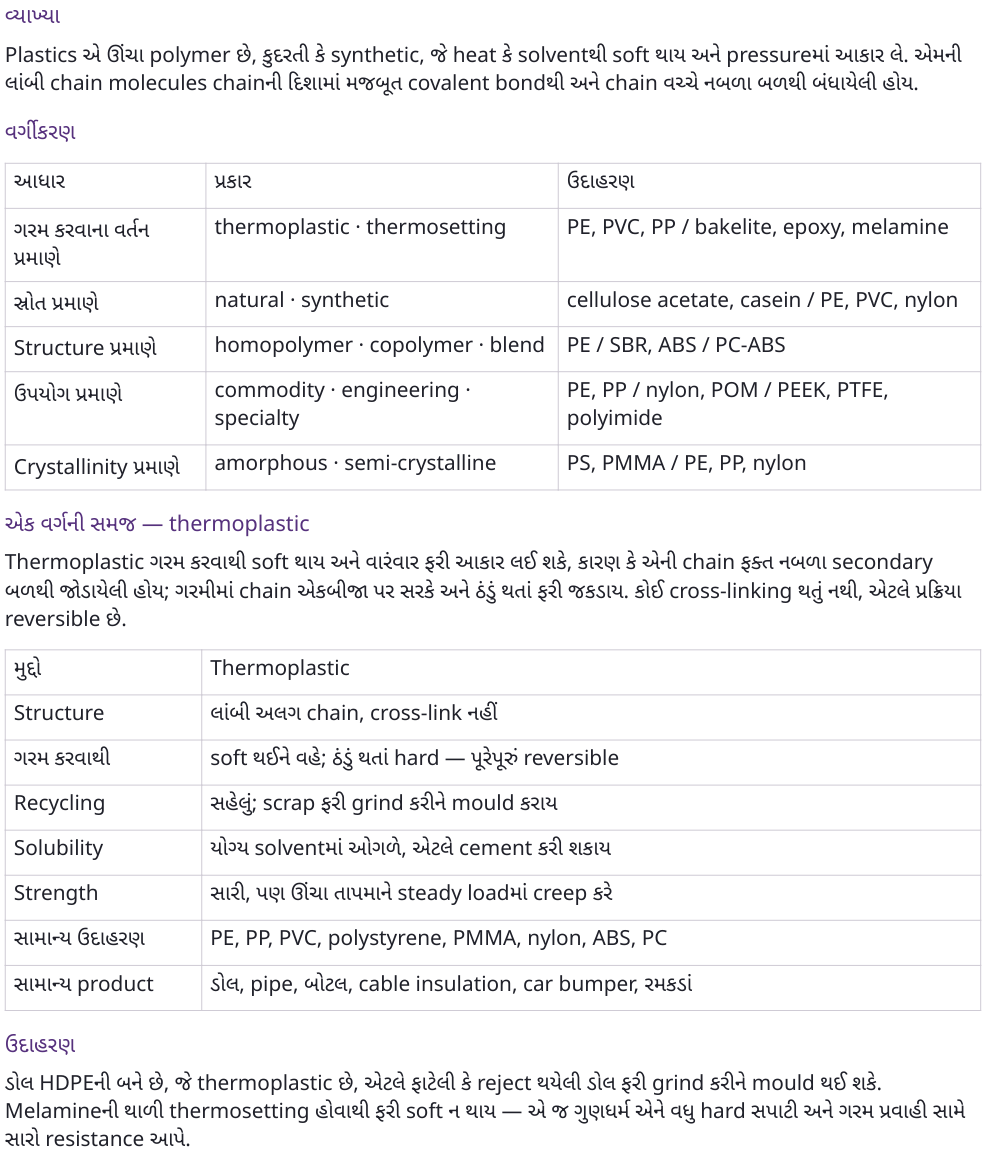 વ્યાખ્યા
Plastics એ ઊંચા polymer છે, કુદરતી કે synthetic, જે heat કે solventથી soft થાય અને pressureમાં આકાર લે. એમની
લાંબી chain molecules chainની દિશામાં મજબૂત covalent bondથી અને chain વચ્ચે નબળા બળથી બંધાયેલી હોય.
વર્ગીકરણ
આધાર પ્રકાર ઉદાહરણ
ગરમ કરવાના વર્તન thermoplastic · thermosetting PE, PVC, PP / bakelite, epoxy, melamine
પ્રમાણે
સ્રોત પ્રમાણે natural · synthetic cellulose acetate, casein / PE, PVC, nylon
Structure પ્રમાણે homopolymer · copolymer · blend PE / SBR, ABS / PC-ABS
ઉપયોગ પ્રમાણે commodity · engineering · PE, PP / nylon, POM / PEEK, PTFE,
specialty polyimide
Crystallinity પ્રમાણે amorphous · semi-crystalline PS, PMMA / PE, PP, nylon
એક વર્ગની સમજ — thermoplastic
Thermoplastic ગરમ કરવાથી soft થાય અને વારંવાર ફરી આકાર લઈ શકે, કારણ કે એની chain ફક્ત નબળા secondary
બળથી જોડાયેલી હોય; ગરમીમાં chain એકબીજા પર સરકે અને ઠંડું થતાં ફરી જકડાય. કોઈ cross-linking થતું નથી, એટલે પ્રક્રિયા
reversible છે.
મુદ્દો Thermoplastic
Structure લાંબી અલગ chain, cross-link નહીં
ગરમ કરવાથી soft થઈને વહે; ઠંડું થતાં hard — પૂરેપૂરું reversible
Recycling સહેલું; scrap ફરી grind કરીને mould કરાય
Solubility યોગ્ય solventમાં ઓગળે, એટલે cement કરી શકાય
Strength સારી, પણ ઊંચા તાપમાને steady loadમાં creep કરે
સામાન્ય ઉદાહરણ PE, PP, PVC, polystyrene, PMMA, nylon, ABS, PC
સામાન્ય product ડોલ, pipe, બોટલ, cable insulation, car bumper, રમકડાં
ઉદાહરણ
ડોલ HDPEની બને છે, જે thermoplastic છે, એટલે ફાટેલી કે reject થયેલી ડોલ ફરી grind કરીને mould થઈ શકે.
Melamineની થાળી thermosetting હોવાથી ફરી soft ન થાય — એ જ ગુણધર્મ એને વધુ hard સપાટી અને ગરમ પ્રવાહી સામે
સારો resistance આપે.